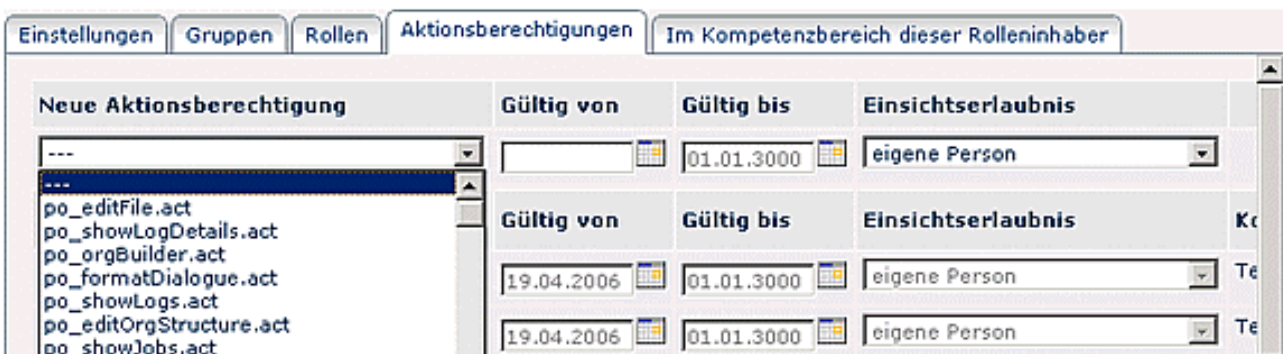 Einstellungen Gruppen Rollen Aktionsberechtigungen Im Kompetenzbereich dieser Rolleninhaber
Neue Aktionsberechtigung Gültig von Gültig bis Einsichtserlaubnis
--- 01.01.3000 eigene Person
---
po_editFile.act
po_showLogDetails.act Gültig von Gültig bis Einsichtserlaubnis
po_orgBuilder.act
po_formatDialogue.act 19.04.2006 01.01.3000 eigene Person Te
po_showLogs.act
po_editOrgStructure.act 19.04.2006 01.01.3000 eigene Person Te
po_showJobs.act